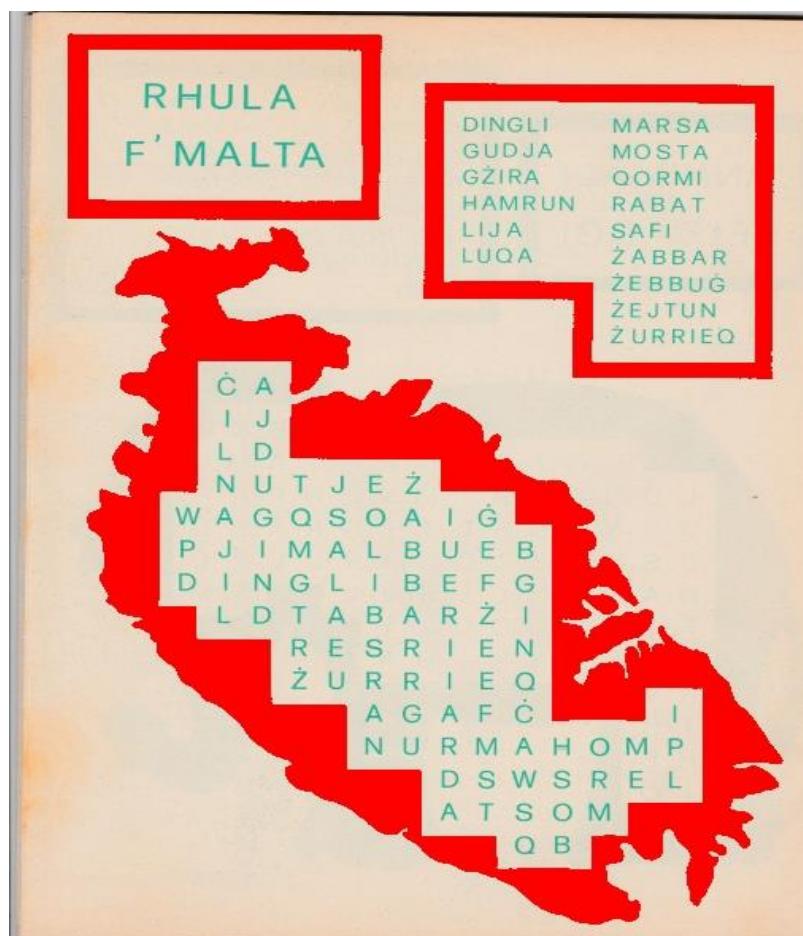 RHULA
F'MALTA
DINGLI
GUDJA
GŻIRA
HAMRUN
LIJA
LUQA
MARSA
MOSTA
QORMI
RABAT
SAFI
ŻABBAR
ŻEBBUĠ
ŻEJTUN
ŻURRIEQ
Ċ A
I J
L D
N U T J E Ż
W A G Q S O A I Ġ
P J I M A L B U E B
D I N G L I B E F G
L D T A B A R Ż I
R E S R I E N
Ż U R R I E Q
A G A F Ċ I
N U R M A H O M P
D S W S R E L
A T S O M
Q B